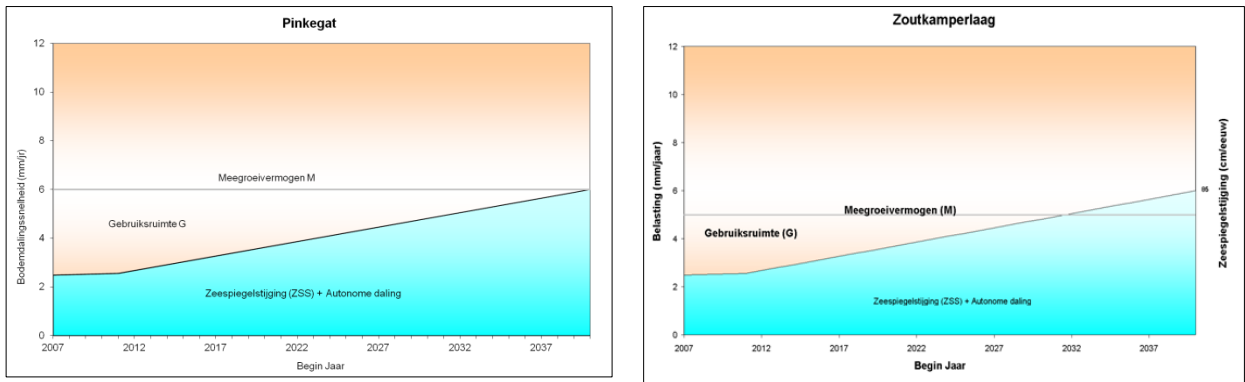 Pinkegat
Bodemdalingssnelheid (mm/jr)
12
10
8
6
4
2
0
Meegroeivermogen M
Gebruiksruimte G
Zeespiegelstijging (ZSS) + Autonome daling
2007 2012 2017 2022 2027 2032 2037
Begin Jaar
Zoutkamperlaag
Belasting (mm/jaar)
12
10
8
6
4
2
0
Meegroeivermogen (M)
Gebruiksruimte (G)
Zeespiegelstijging (ZSS) + Autonome daling
2007 2012 2017 2022 2027 2032 2037
Begin Jaar
Zeespiegelstijging (cm/eeuw)